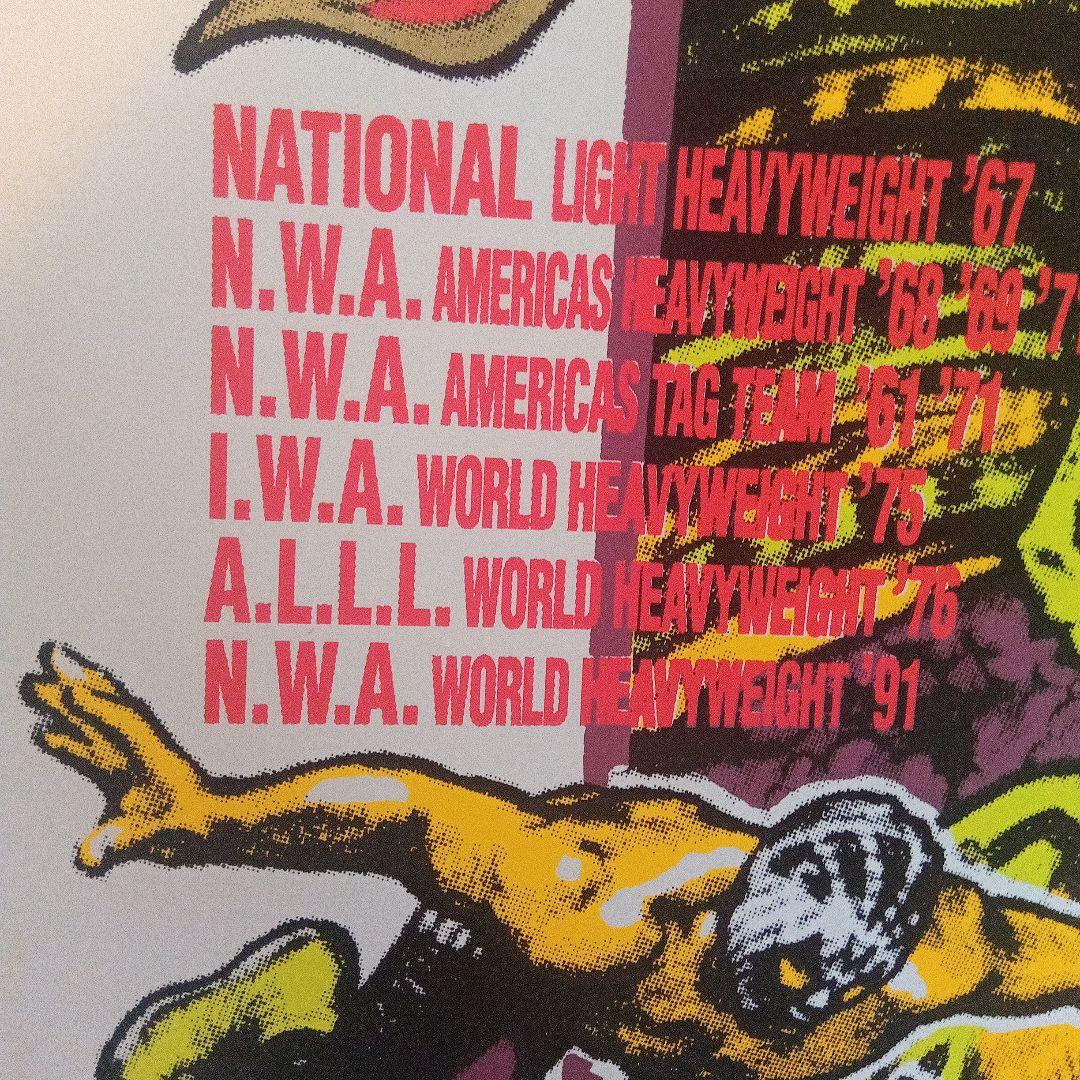 NATIONAL LIGHT HEAVYWEIGHT '67
N.W.A. AMERICAS HEAVYWEIGHT '68 '69
N.W.A. AMERICAS TAG TEAM '61 '71
I.W.A. WORLD HEAVYWEIGHT '75
A.L.L.L. WORLD HEAVYWEIGHT '76
N.W.A. WORLD HEAVYWEIGHT '91